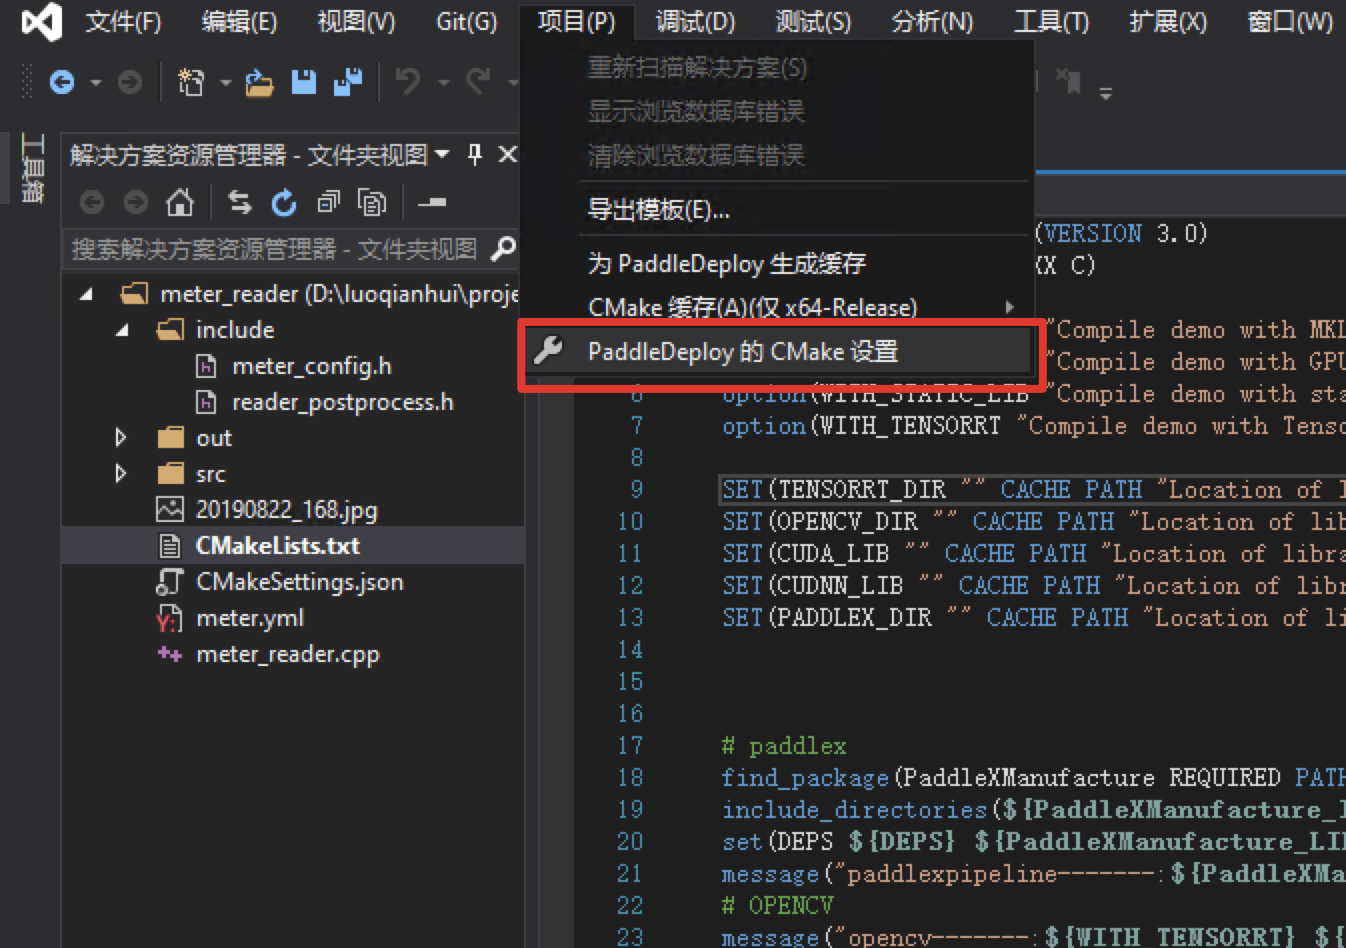 文件(F) 编辑(E) 视图(V) Git(G) 项目(P) 调试(D) 测试(S) 分析(N) 工具(T) 扩展(X) 窗口(W)
重新扫描解决方案(S)
显示浏览数据库错误
清除浏览数据库错误
导出模板(E)...
为 PaddleDeploy 生成缓存
CMake 缓存(A)(仅 x64-Release)
PaddleDeploy 的 CMake 设置
工具箱
解决方案资源管理器 - 文件夹视图
搜索解决方案资源管理器 - 文件夹视图
meter_reader (D:\luoqianhui\proje
include
meter_config.h
reader_postprocess.h
out
src
20190822_168.jpg
CMakeLists.txt
CMakeSettings.json
meter.yml
meter_reader.cpp
(VERSION 3.0)
XX C)
"Compile demo with MKL
"Compile demo with GPU
6 option(WITH_STATIC_LIB "Compile demo with sta
7 option(WITH_TENSORRT "Compile demo with Tenso
8
9 SET(TENSORRT_DIR "" CACHE PATH "Location of l
10 SET(OPENCV_DIR "" CACHE PATH "Location of lib
11 SET(CUDA_LIB "" CACHE PATH "Location of libra
12 SET(CUDNN_LIB "" CACHE PATH "Location of libr
13 SET(PADDLEX_DIR "" CACHE PATH "Location of li
14
15
16
17 # paddlex
18 find_package(PaddleXManufacture REQUIRED PATH
19 include_directories(${PaddleXManufacture_I
20 set(DEPS ${DEPS} ${PaddleXManufacture_LIB
21 message("paddlexpipeline-------:${PaddleXMa
22 # OPENCV
23 message("opencv-------:${WITH_TENSORRT} ${